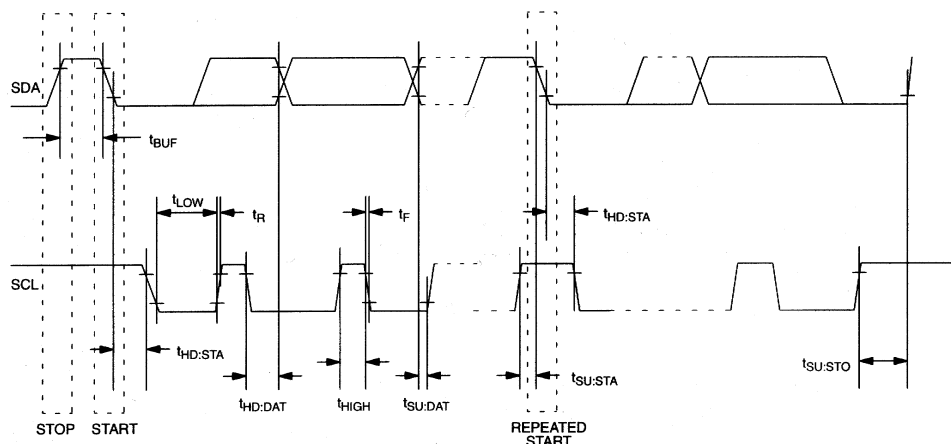 SDA
tBUF
tLOW
tR
tF
tHD:STA
SCL
tHD:STA
tHD:DAT
tHIGH
tSU:DAT
tSU:STA
tSU:STO
STOP
START
REPEATED
START